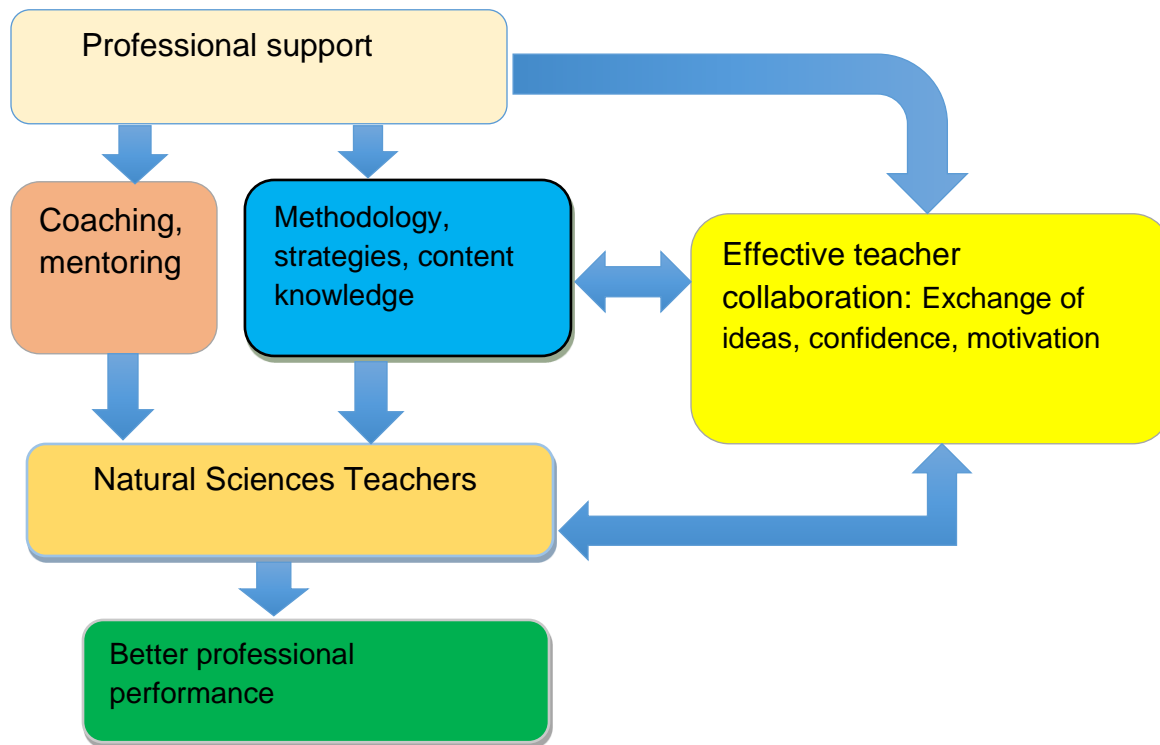 Professional support
Coaching,
mentoring
Methodology,
strategies, content
knowledge
Effective teacher
collaboration: Exchange of
ideas, confidence, motivation
Natural Sciences Teachers
Better professional
performance